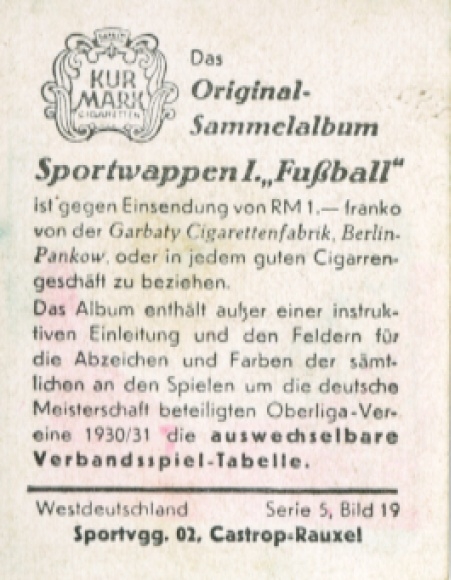 KUR
MARK
CIGARETTEN
Das
Original-
Sammelalbum
Sportwappen I. „Fußball“
ist gegen Einsendung von RM 1.— franko
von der Garbaty Cigarettenfabrik, Berlin-
Pankow, oder in jedem guten Cigarren-
geschäft zu beziehen.
Das Album enthält außer einer instruk-
tiven Einleitung und den Feldern für
die Abzeichen und Farben der sämt-
lichen an den Spielen um die deutsche
Meisterschaft beteiligten Oberliga-Ver-
eine 1930/31 die auswechselbare
Verbandsspiel-Tabelle.
Westdeutschland Serie 5, Bild 19
Sportvgg. 02, Castrop-Rauxel